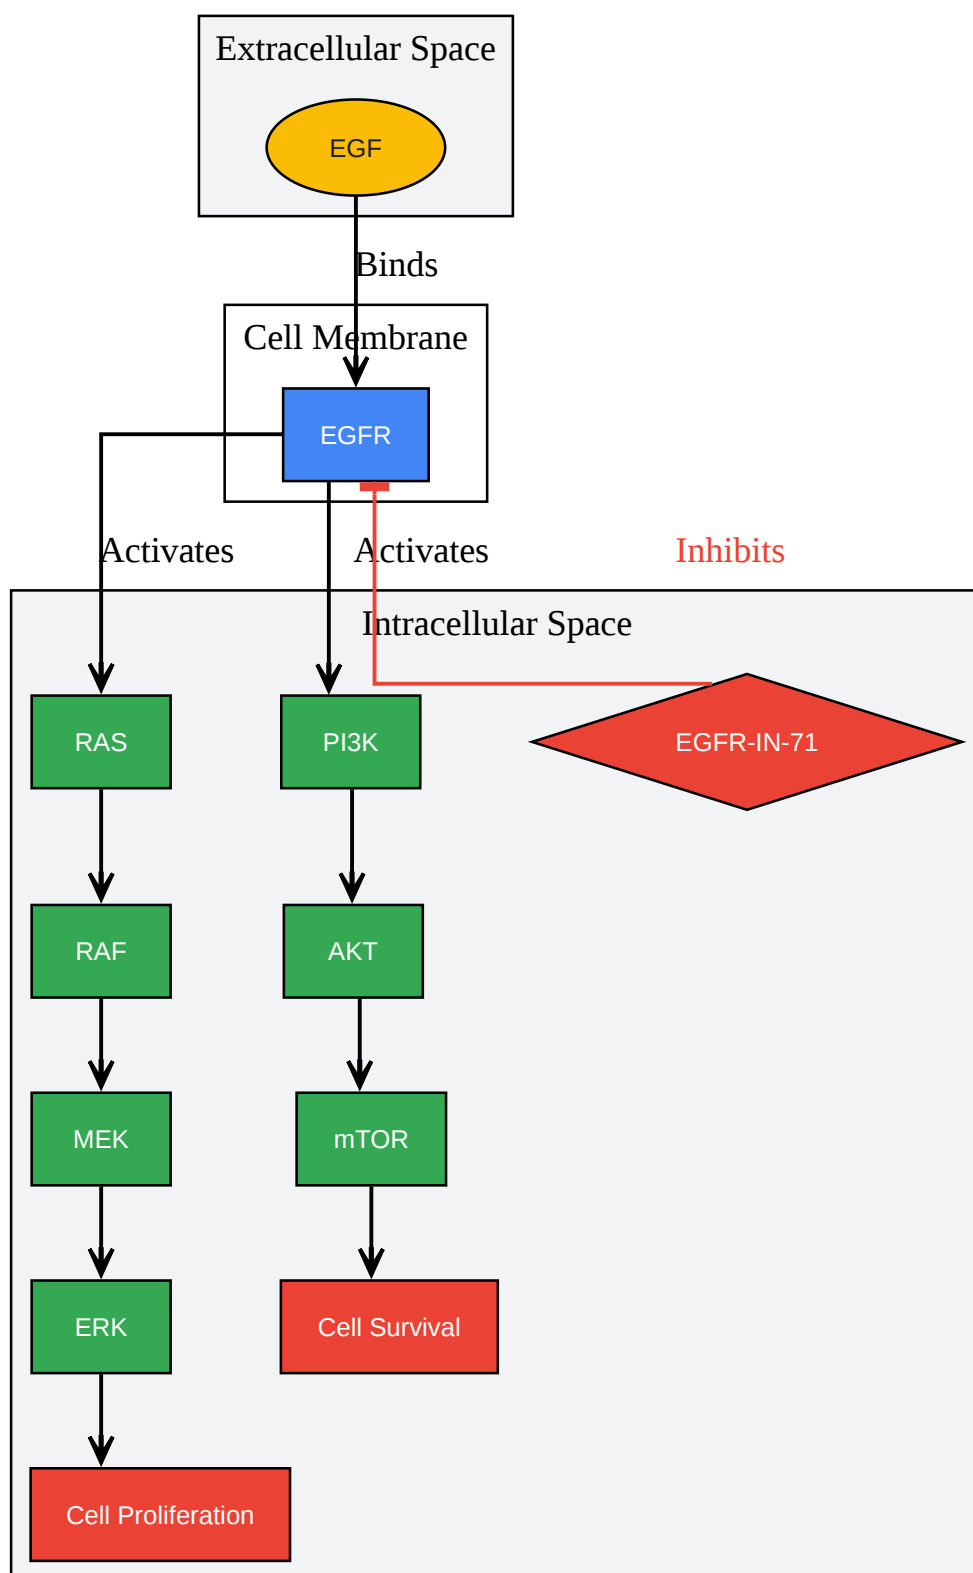 Extracellular Space
EGF
Binds
Cell Membrane
EGFR
Activates
Activates
Inhibits
Intracellular Space
RAS
PI3K
EGFR-IN-71
RAF
AKT
MEK
mTOR
ERK
Cell Survival
Cell Proliferation